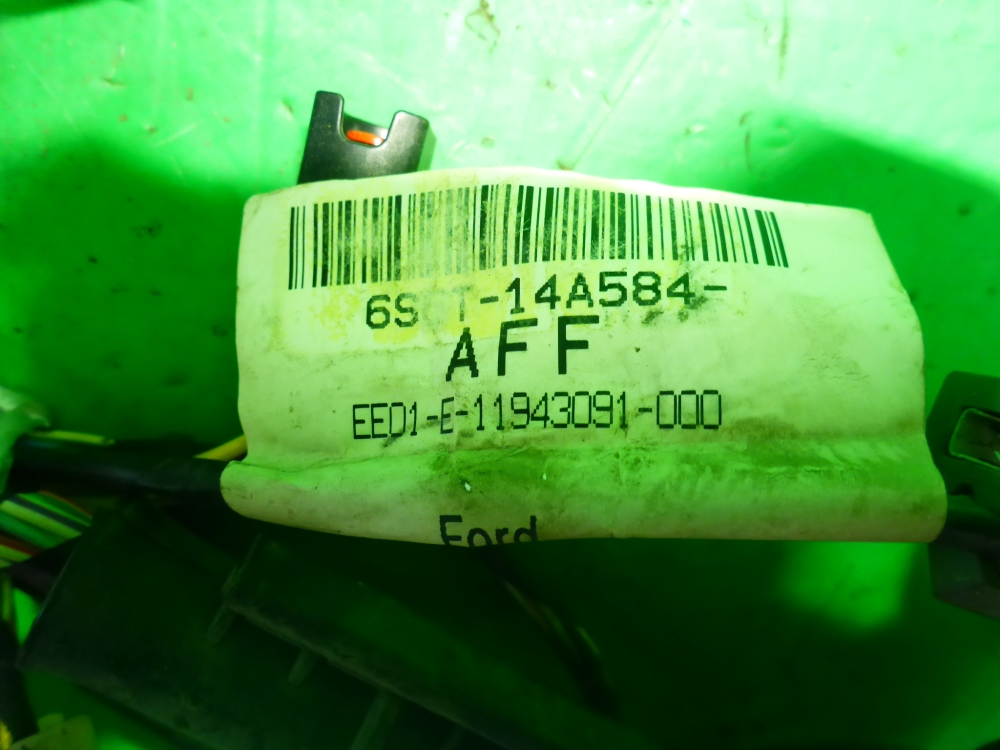 6S T-14A584-
AFF
EED1-E-11943091-000
Ford